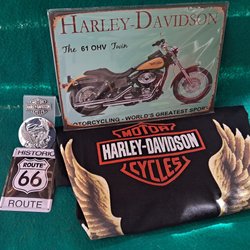 HARLEY-DAVIDSON
The 61 OHV Twin
MOTORCYCLING - WORLD'S GREATEST SPORT
MOTOR
HARLEY-DAVIDSON
CYCLES
HISTORIC
ROUTE
66
ROUTE